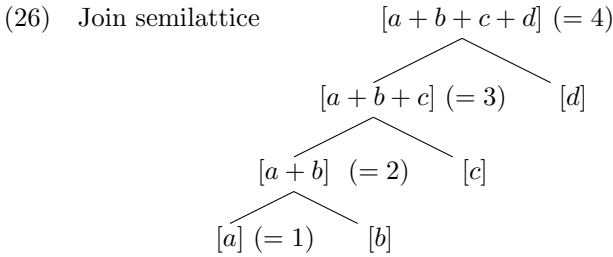 (26) Join semilattice [a + b + c + d] (= 4)
[a + b + c] (= 3) [d]
[a + b] (= 2) [c]
[a] (= 1) [b]